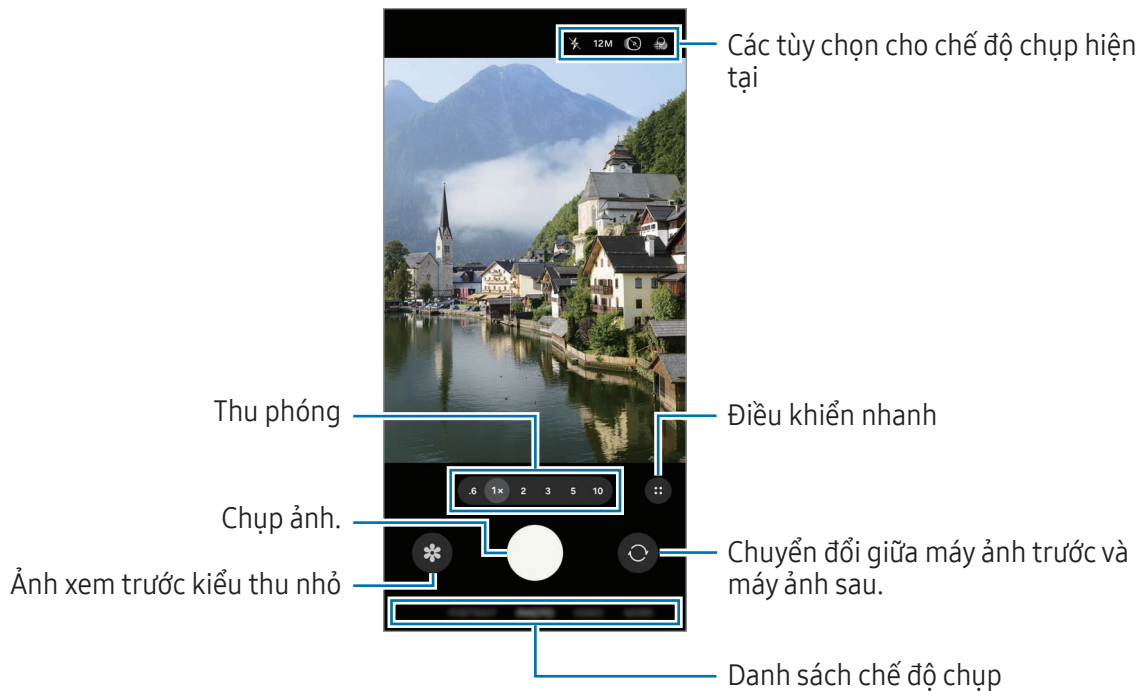 12M
Các tùy chọn cho chế độ chụp hiện
tại
Thu phóng
Điều khiển nhanh
.6 1× 2 3 5 10
Chụp ảnh.
Chuyển đổi giữa máy ảnh trước và
máy ảnh sau.
Ảnh xem trước kiểu thu nhỏ
Danh sách chế độ chụp